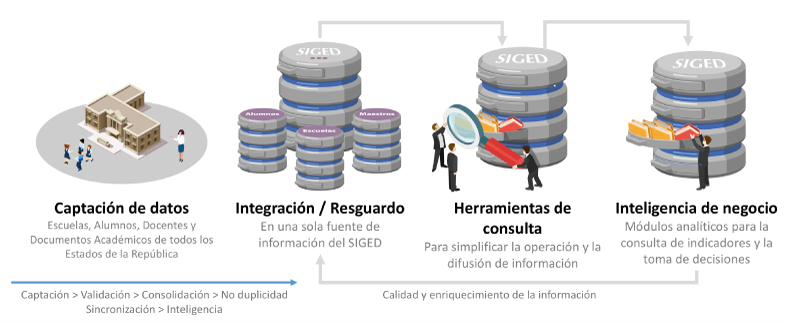 SIGED
SIGED
SIGED
Alumnos
Maestros
Escuelas
Captación de datos
Escuelas, Alumnos, Docentes y
Documentos Académicos de todos los
Estados de la República
Integración / Resguardo
En una sola fuente de
información del SIGED
Herramientas de
consulta
Para simplificar la operación y la
difusión de información
Inteligencia de negocio
Módulos analíticos para la
consulta de indicadores y la
toma de decisiones
Captación > Validación > Consolidación > No duplicidad
Sincronización > Inteligencia
Calidad y enriquecimiento de la información